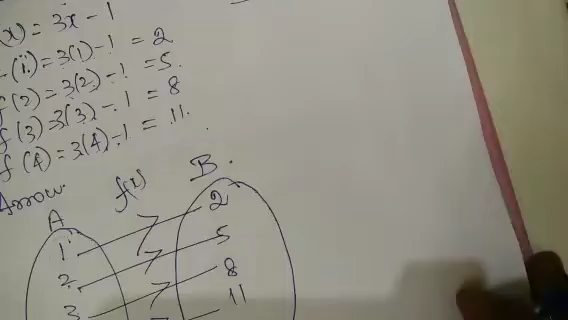 (x) = 3x - 1
(1) = 3(1) - 1 = 2
f(2) = 3(2) - 1 = 5.
f(3) = 3(3) - 1 = 8
f(4) = 3(4) - 1 = 11.
Arrow.
A f(x) B.
1 2
2 5
3 8
11